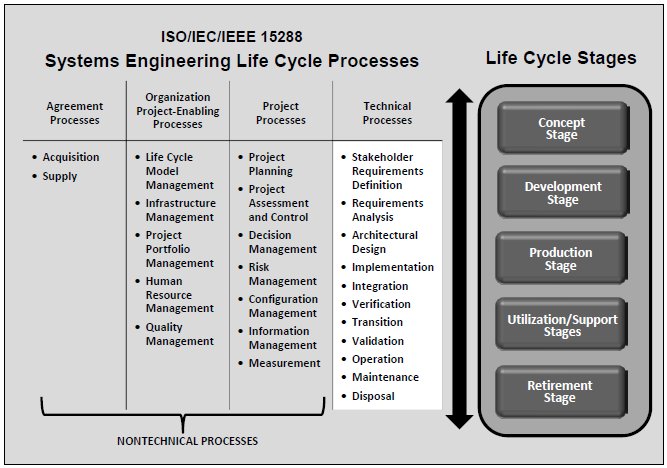 ISO/IEC/IEEE 15288
Systems Engineering Life Cycle Processes
Agreement
Processes
• Acquisition
• Supply
Organization
Project-Enabling
Processes
• Life Cycle
Model
Management
• Infrastructure
Management
• Project
Portfolio
Management
• Human
Resource
Management
• Quality
Management
Project
Processes
• Project
Planning
• Project
Assessment
and Control
• Decision
Management
• Risk
Management
• Configuration
Management
• Information
Management
• Measurement
Technical
Processes
• Stakeholder
Requirements
Definition
• Requirements
Analysis
• Architectural
Design
• Implementation
• Integration
• Verification
• Transition
• Validation
• Operation
• Maintenance
• Disposal
NONTECHNICAL PROCESSES
Life Cycle Stages
Concept
Stage
Development
Stage
Production
Stage
Utilization/Support
Stages
Retirement
Stage